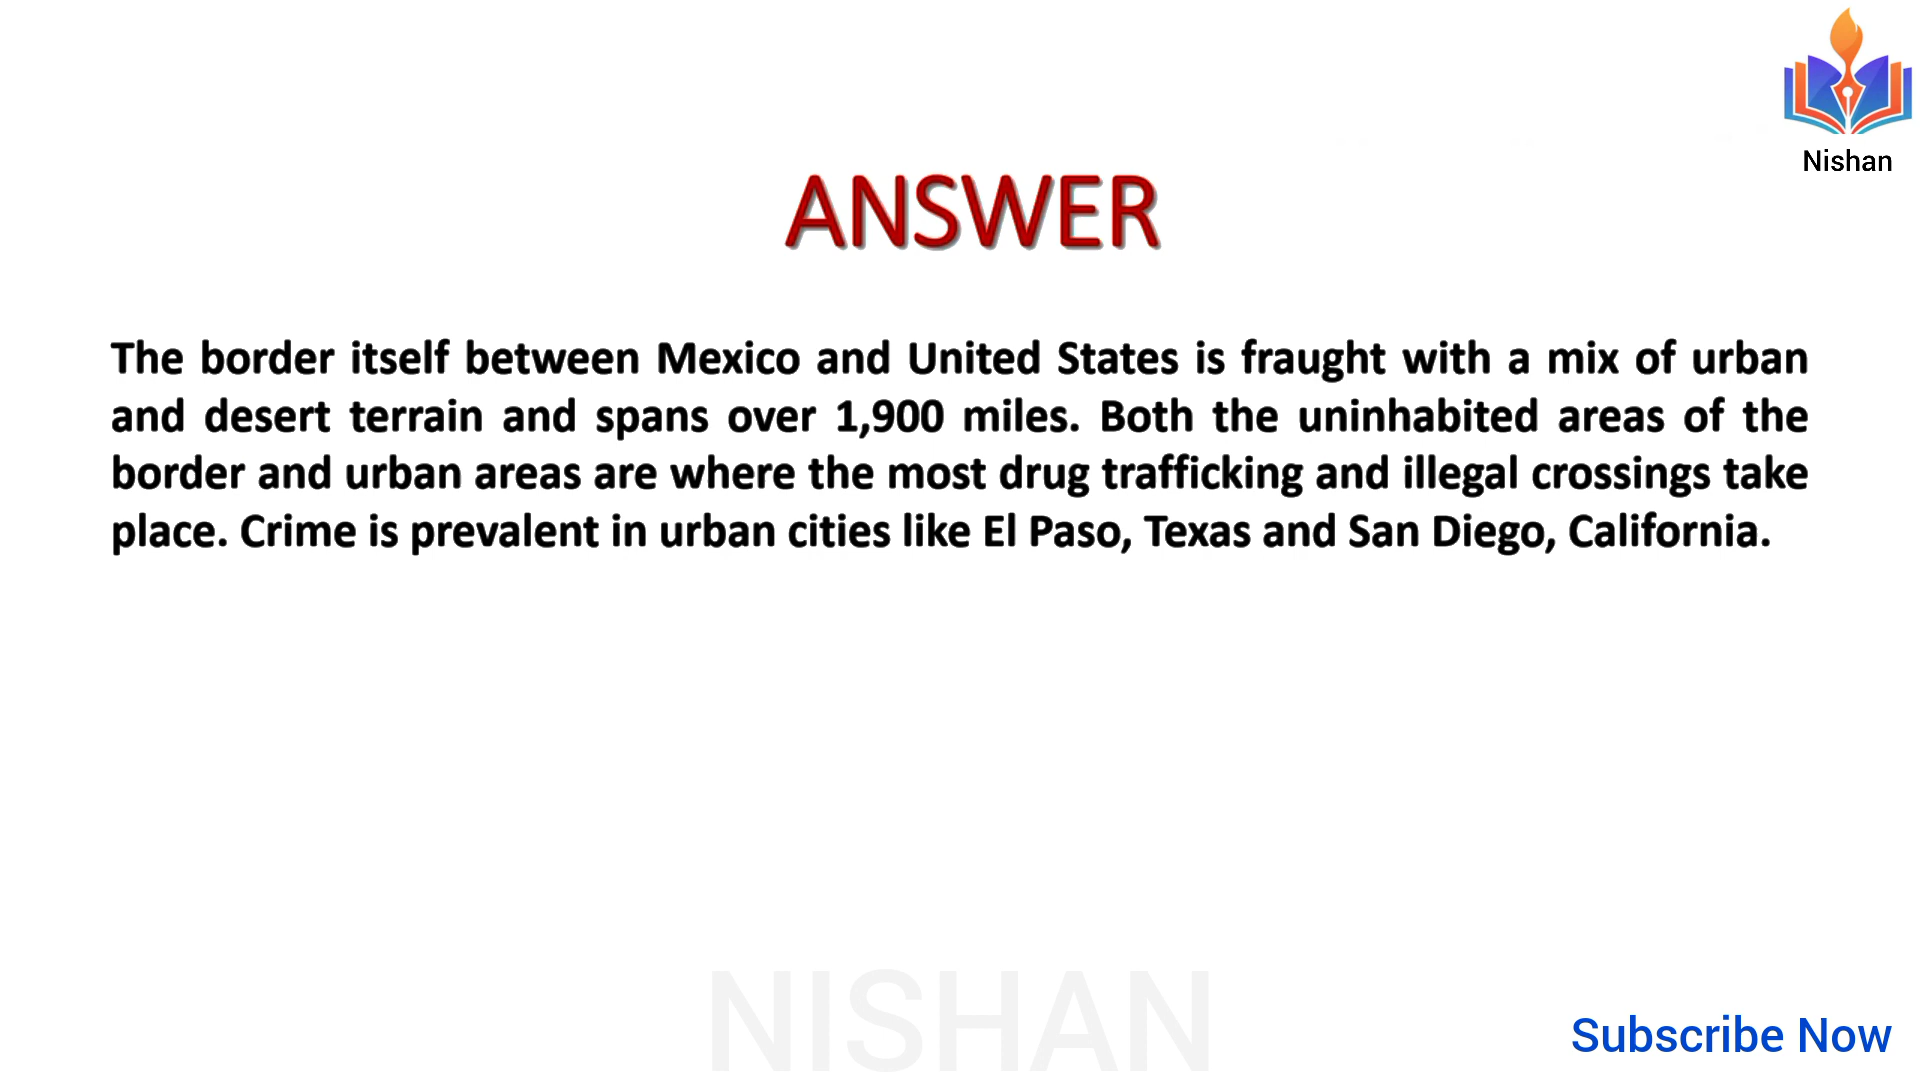 Nishan
ANSWER
The border itself between Mexico and United States is fraught with a mix of urban
and desert terrain and spans over 1,900 miles. Both the uninhabited areas of the
border and urban areas are where the most drug trafficking and illegal crossings take
place. Crime is prevalent in urban cities like El Paso, Texas and San Diego, California.
NISHAN
Subscribe Now